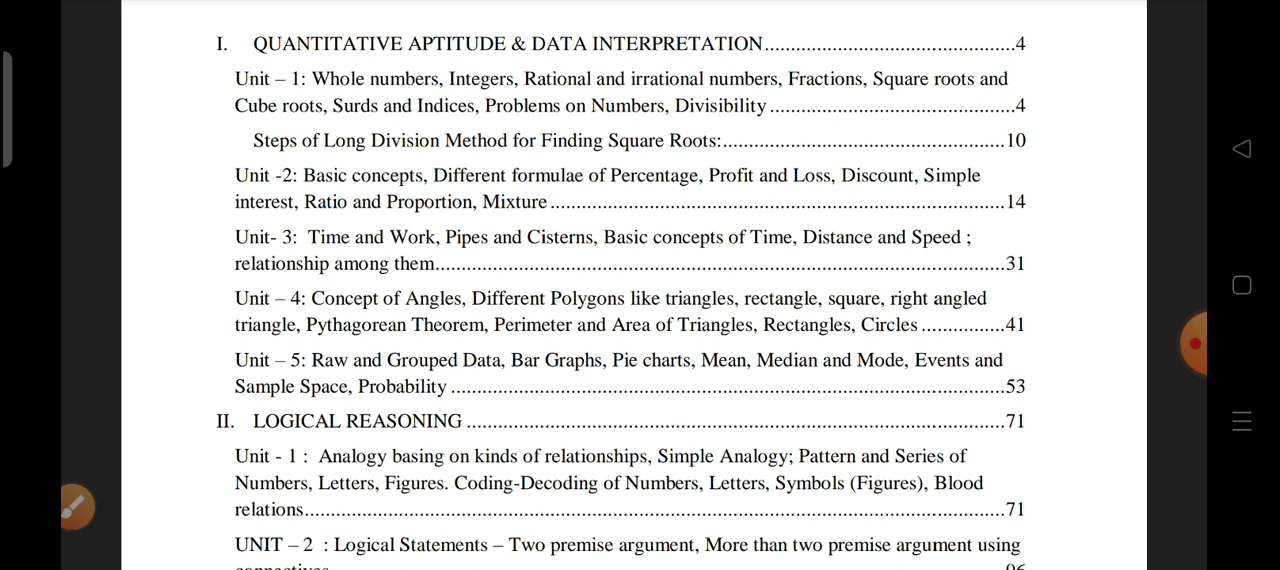 I. QUANTITATIVE APTITUDE & DATA INTERPRETATION.................................................4
Unit – 1: Whole numbers, Integers, Rational and irrational numbers, Fractions, Square roots and
Cube roots, Surds and Indices, Problems on Numbers, Divisibility ................................................4
Steps of Long Division Method for Finding Square Roots:.......................................................10
Unit -2: Basic concepts, Different formulae of Percentage, Profit and Loss, Discount, Simple
interest, Ratio and Proportion, Mixture ........................................................................................14
Unit- 3: Time and Work, Pipes and Cisterns, Basic concepts of Time, Distance and Speed ;
relationship among them...............................................................................................................31
Unit – 4: Concept of Angles, Different Polygons like triangles, rectangle, square, right angled
triangle, Pythagorean Theorem, Perimeter and Area of Triangles, Rectangles, Circles ................41
Unit – 5: Raw and Grouped Data, Bar Graphs, Pie charts, Mean, Median and Mode, Events and
Sample Space, Probability ............................................................................................................53
II. LOGICAL REASONING .........................................................................................................71
Unit - 1 : Analogy basing on kinds of relationships, Simple Analogy; Pattern and Series of
Numbers, Letters, Figures. Coding-Decoding of Numbers, Letters, Symbols (Figures), Blood
relations.........................................................................................................................................71
UNIT – 2 : Logical Statements – Two premise argument, More than two premise argument using